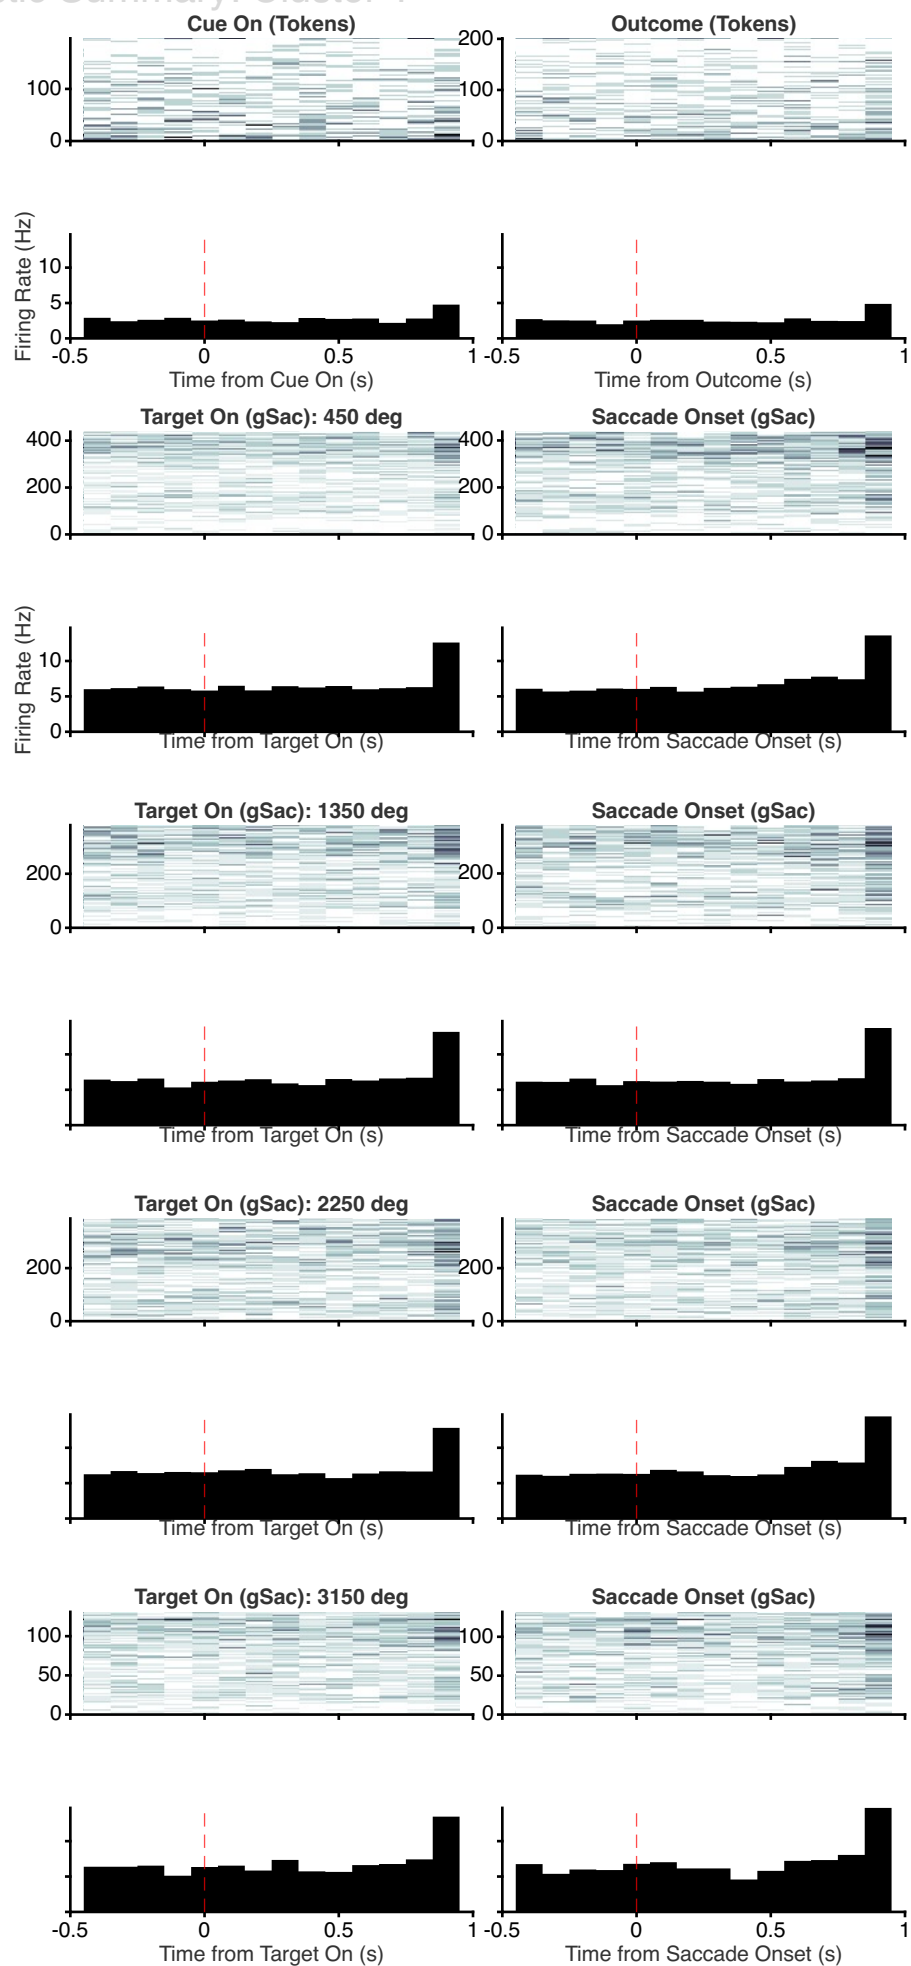 Summary: Cluster
Cue On (Tokens) Outcome (Tokens)
100 0 200 100 0
Firing Rate (Hz)
10 5 0
-0.5 0 0.5 1 -0.5 0 0.5 1
Time from Cue On (s) Time from Outcome (s)
Target On (gSac): 450 deg Saccade Onset (gSac)
400 200 0 400 200 0
Firing Rate (Hz)
10 5 0
Time from Target On (s) Time from Saccade Onset (s)
Target On (gSac): 1350 deg Saccade Onset (gSac)
200 0 200 0
Time from Target On (s) Time from Saccade Onset (s)
Target On (gSac): 2250 deg Saccade Onset (gSac)
200 0 200 0
Time from Target On (s) Time from Saccade Onset (s)
Target On (gSac): 3150 deg Saccade Onset (gSac)
100 50 0 100 50 0
-0.5 0 0.5 1 -0.5 0 0.5 1
Time from Target On (s) Time from Saccade Onset (s)